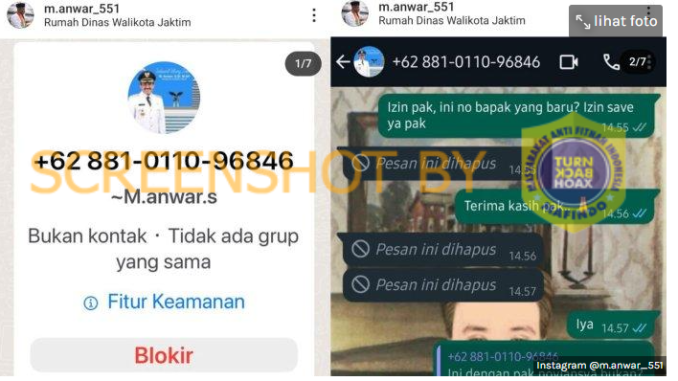 m.anwar_551
Rumah Dinas Walikota Jaktim
1/7
+62 881-0110-96846
~M.anwar.s
Bukan kontak · Tidak ada grup
yang sama
Fitur Keamanan
Blokir
m.anwar_551
Rumah Dinas Walikota Jaktim
lihat foto
+62 881-0110-96846
2/7
Izin pak, ini no bapak yang baru? Izin save
ya pak
14.55
Pesan ini dihapus
Terima kasih
14.56
Pesan ini dihapus
14.56
Pesan ini dihapus
14.57
Iya
14.57
+62 881-0110-96846
Ini dengan pak
SCREENSHOT BY
MASYARAKAT ANTI FITNAH INDONESIA
TURN
BACK
HOAX
MAFINDO
Instagram @m.anwar_551